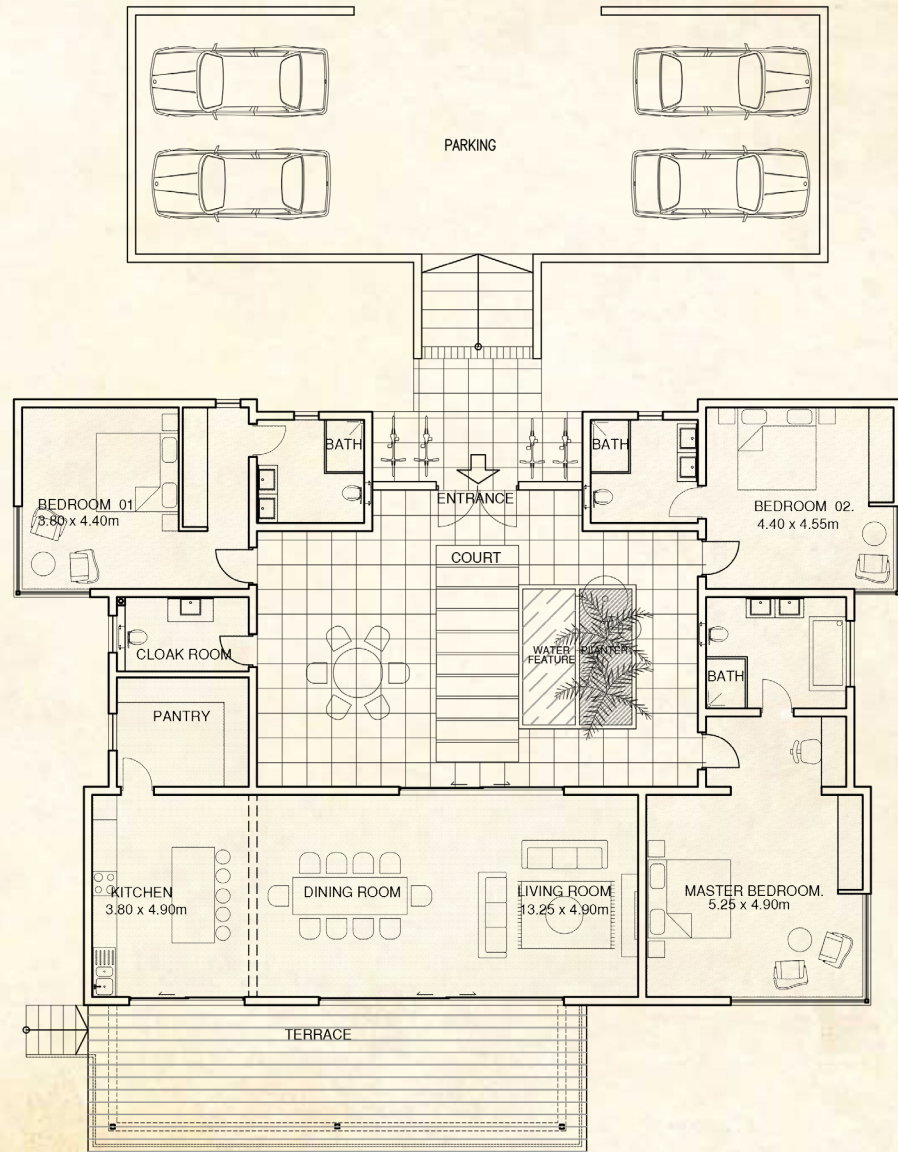 PARKING
BATH
BATH
ENTRANCE
BEDROOM 01
3.80 x 4.40m
BEDROOM 02.
4.40 x 4.55m
COURT
CLOAK ROOM
WATER
FEATURE
PLANTER
BATH
PANTRY
KITCHEN
3.80 x 4.90m
DINING ROOM
LIVING ROOM
13.25 x 4.90m
MASTER BEDROOM.
5.25 x 4.90m
TERRACE